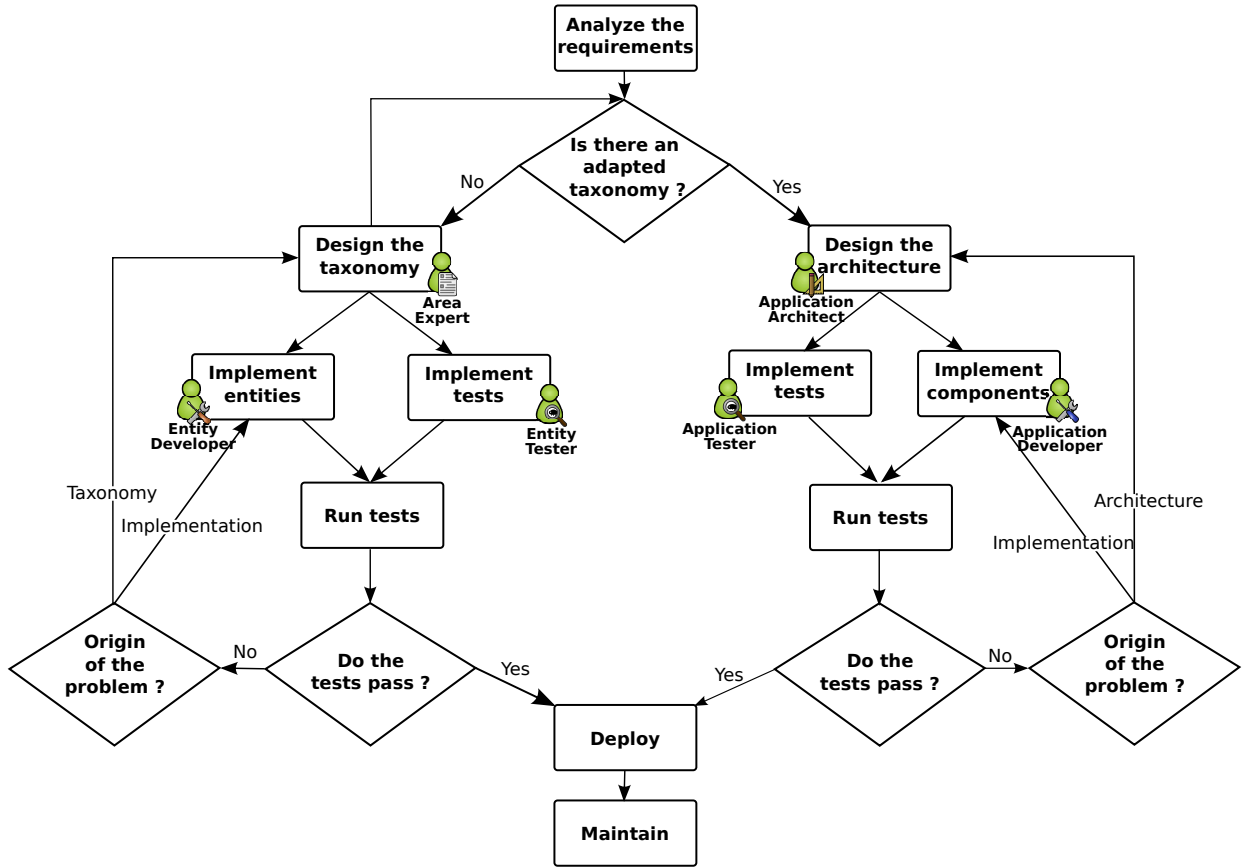 Analyze the
requirements
Is there an
adapted
taxonomy ?
No
Yes
Design the
taxonomy
Area
Expert
Design the
architecture
Application
Architect
Implement
entities
Entity
Developer
Implement
tests
Entity
Tester
Implement
tests
Application
Tester
Implement
components
Application
Developer
Taxonomy
Implementation
Run tests
Run tests
Architecture
Implementation
Origin
of the
problem ?
No
Do the
tests pass ?
Yes
Yes
Do the
tests pass ?
No
Origin
of the
problem ?
Deploy
Maintain